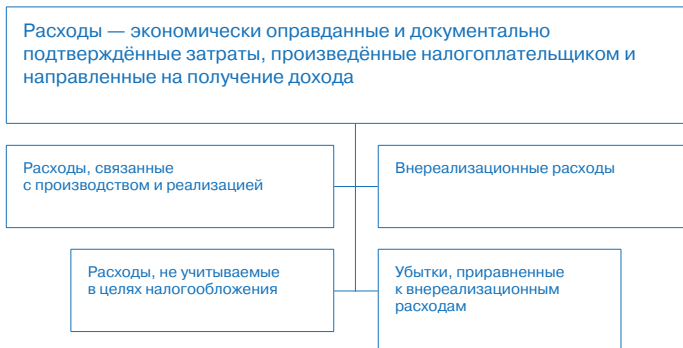 Расходы — экономически оправданные и документально
подтверждённые затраты, произведённые налогоплательщиком и
направленные на получение дохода
Расходы, связанные
с производством и реализацией
Внереализационные расходы
Расходы, не учитываемые
в целях налогообложения
Убытки, приравненные
к внереализационным
расходам